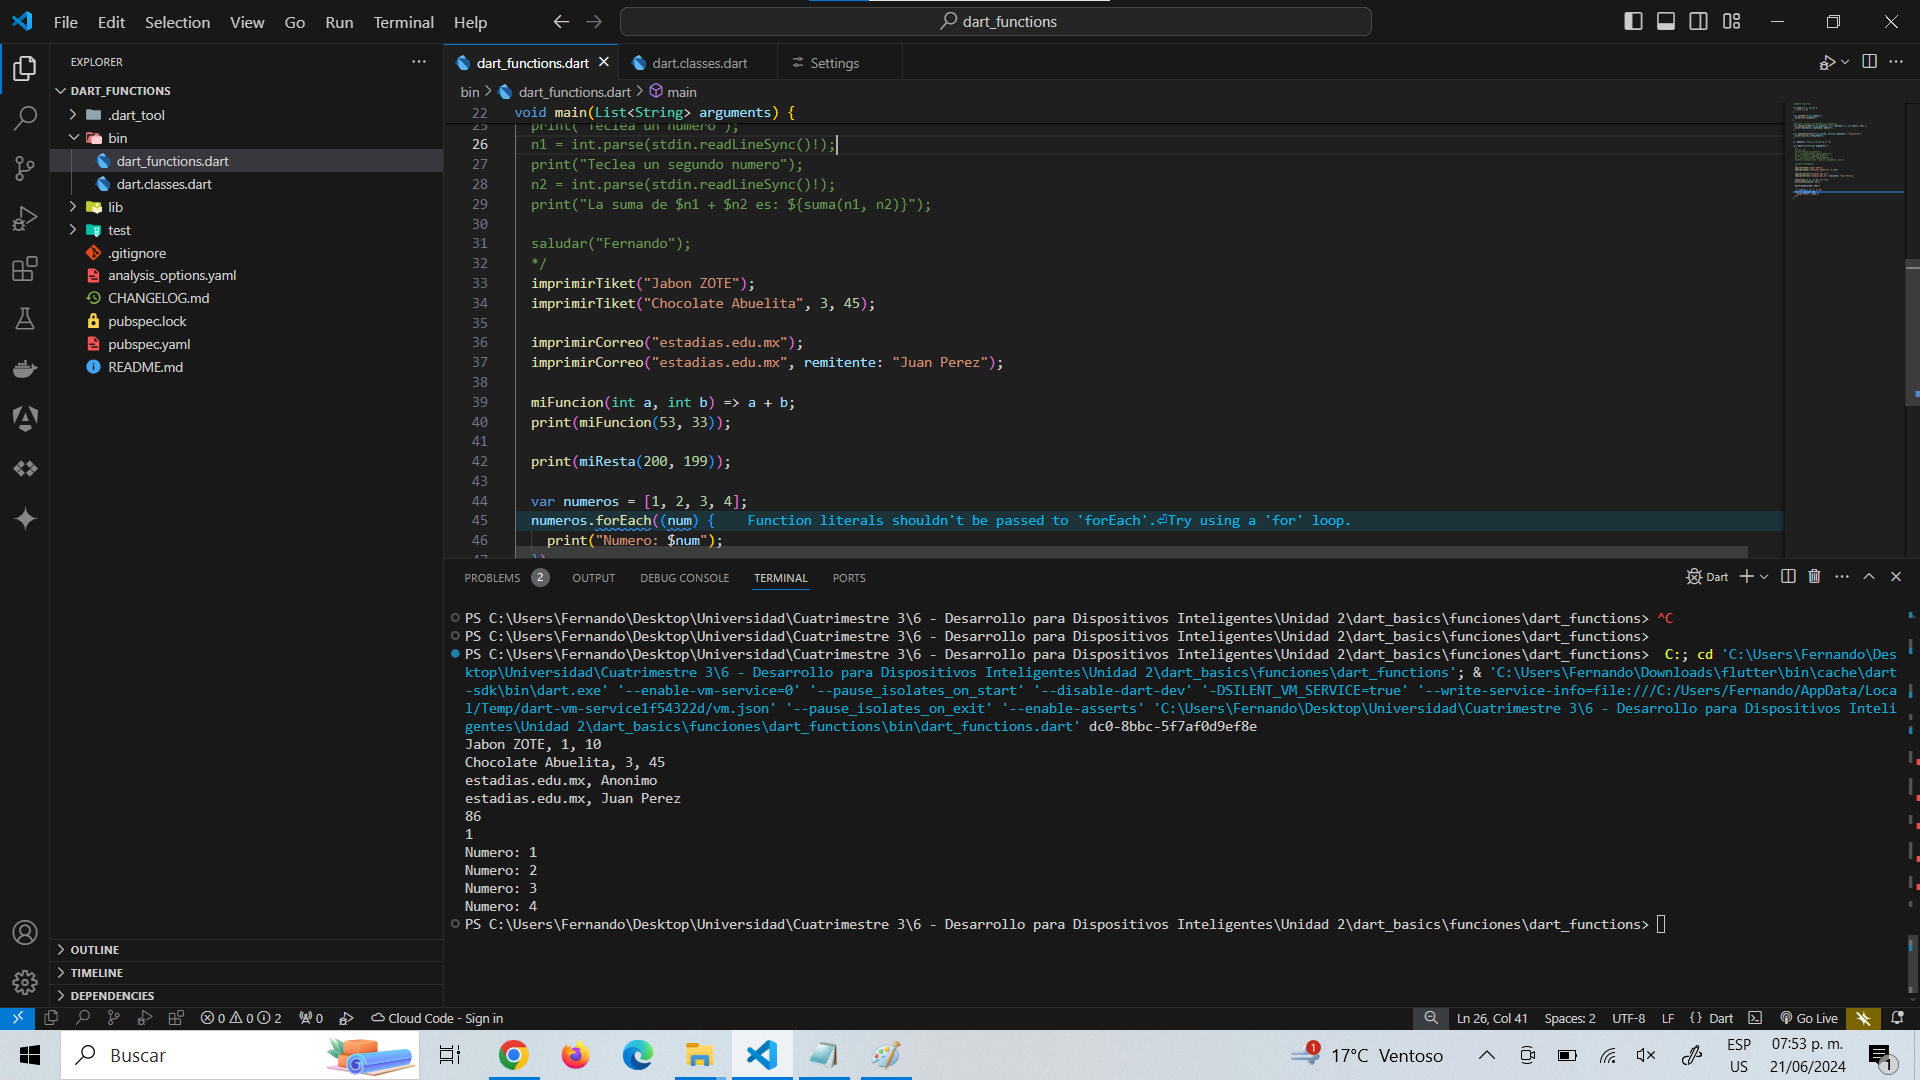 File Edit Selection View Go Run Terminal Help
dart_functions
EXPLORER
DART_FUNCTIONS
.dart_tool
bin
dart_functions.dart
dart.classes.dart
lib
test
.gitignore
analysis_options.yaml
CHANGELOG.md
pubspec.lock
pubspec.yaml
README.md
OUTLINE
TIMELINE
DEPENDENCIES
dart_functions.dart dart.classes.dart Settings
bin > dart_functions.dart > main
22 void main(List<String> arguments) {
25 print("Teclea un numero");
26 n1 = int.parse(stdin.readLineSync()!);
27 print("Teclea un segundo numero");
28 n2 = int.parse(stdin.readLineSync()!);
29 print("La suma de $n1 + $n2 es: ${suma(n1, n2)}");
30
31 saludar("Fernando");
32 */
33 imprimirTiket("Jabon ZOTE");
34 imprimirTiket("Chocolate Abuelita", 3, 45);
35
36 imprimirCorreo("estadias.edu.mx");
37 imprimirCorreo("estadias.edu.mx", remitente: "Juan Perez");
38
39 miFuncion(int a, int b) => a + b;
40 print(miFuncion(53, 33));
41
42 print(miResta(200, 199));
43
44 var numeros = [1, 2, 3, 4];
45 numeros.forEach((num) { Function literals shouldn't be passed to 'forEach'.⏎Try using a 'for' loop.
46 print("Numero: $num");
47 })
PROBLEMS 2 OUTPUT DEBUG CONSOLE TERMINAL PORTS
Dart
PS C:\Users\Fernando\Desktop\Universidad\Cuatrimestre 3\6 - Desarrollo para Dispositivos Inteligentes\Unidad 2\dart_basics\funciones\dart_functions> ^C
PS C:\Users\Fernando\Desktop\Universidad\Cuatrimestre 3\6 - Desarrollo para Dispositivos Inteligentes\Unidad 2\dart_basics\funciones\dart_functions>
PS C:\Users\Fernando\Desktop\Universidad\Cuatrimestre 3\6 - Desarrollo para Dispositivos Inteligentes\Unidad 2\dart_basics\funciones\dart_functions> C:; cd 'C:\Users\Fernando\Des
ktop\Universidad\Cuatrimestre 3\6 - Desarrollo para Dispositivos Inteligentes\Unidad 2\dart_basics\funciones\dart_functions'; & 'C:\Users\Fernando\Downloads\flutter\bin\cache\dart
-sdk\bin\dart.exe' '--enable-vm-service=0' '--pause_isolates_on_start' '--disable-dart-dev' '-DSILENT_VM_SERVICE=true' '--write-service-info=file:///C:/Users/Fernando/AppData/Loca
l/Temp/dart-vm-service1f54322d/vm.json' '--pause_isolates_on_exit' '--enable-asserts' 'C:\Users\Fernando\Desktop\Universidad\Cuatrimestre 3\6 - Desarrollo para Dispositivos Inteli
gentes\Unidad 2\dart_basics\funciones\dart_functions\bin\dart_functions.dart' dc0-8bbc-5f7af0d9ef8e
Jabon ZOTE, 1, 10
Chocolate Abuelita, 3, 45
estadias.edu.mx, Anonimo
estadias.edu.mx, Juan Perez
86
1
Numero: 1
Numero: 2
Numero: 3
Numero: 4
PS C:\Users\Fernando\Desktop\Universidad\Cuatrimestre 3\6 - Desarrollo para Dispositivos Inteligentes\Unidad 2\dart_basics\funciones\dart_functions>
0 0 2 0 Cloud Code - Sign in Ln 26, Col 41 Spaces: 2 UTF-8 LF {} Dart Go Live
Buscar
1 17°C Ventoso
ESP
US
07:53 p. m.
21/06/2024
1